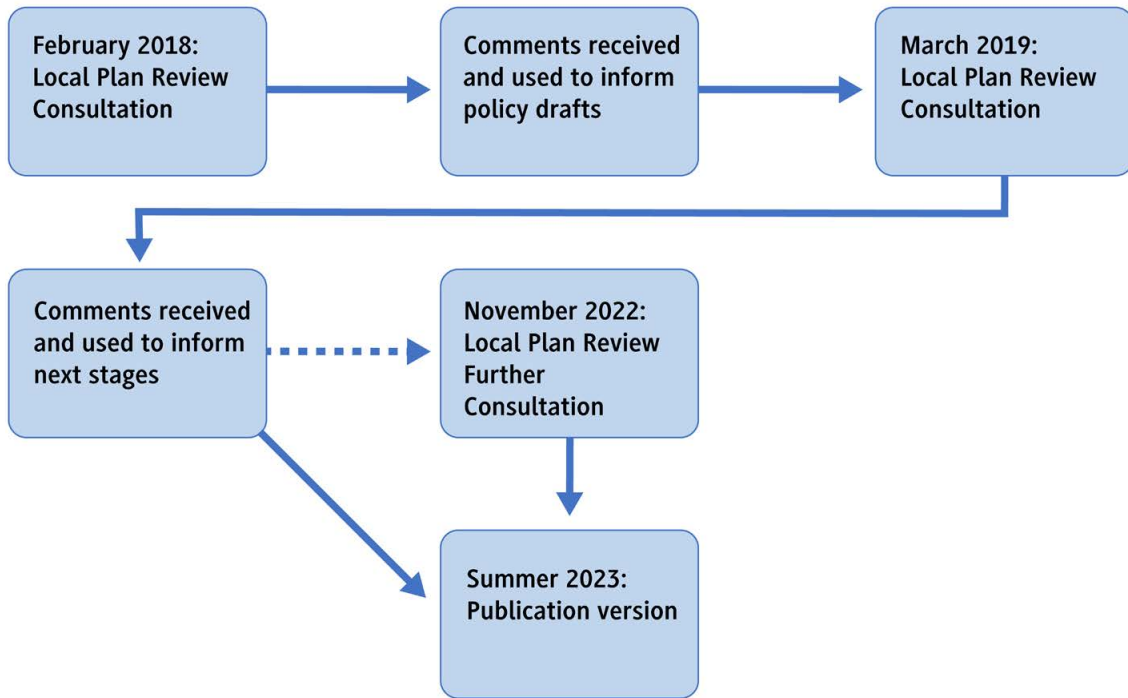 February 2018:
Local Plan Review
Consultation
Comments received
and used to inform
policy drafts
March 2019:
Local Plan Review
Consultation
Comments received
and used to inform
next stages
November 2022:
Local Plan Review
Further
Consultation
Summer 2023:
Publication version